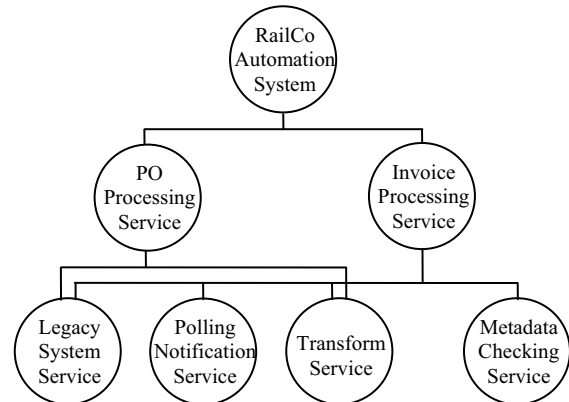 RailCo
Automation
System
PO
Processing
Service
Invoice
Processing
Service
Legacy
System
Service
Polling
Notification
Service
Transform
Service
Metadata
Checking
Service